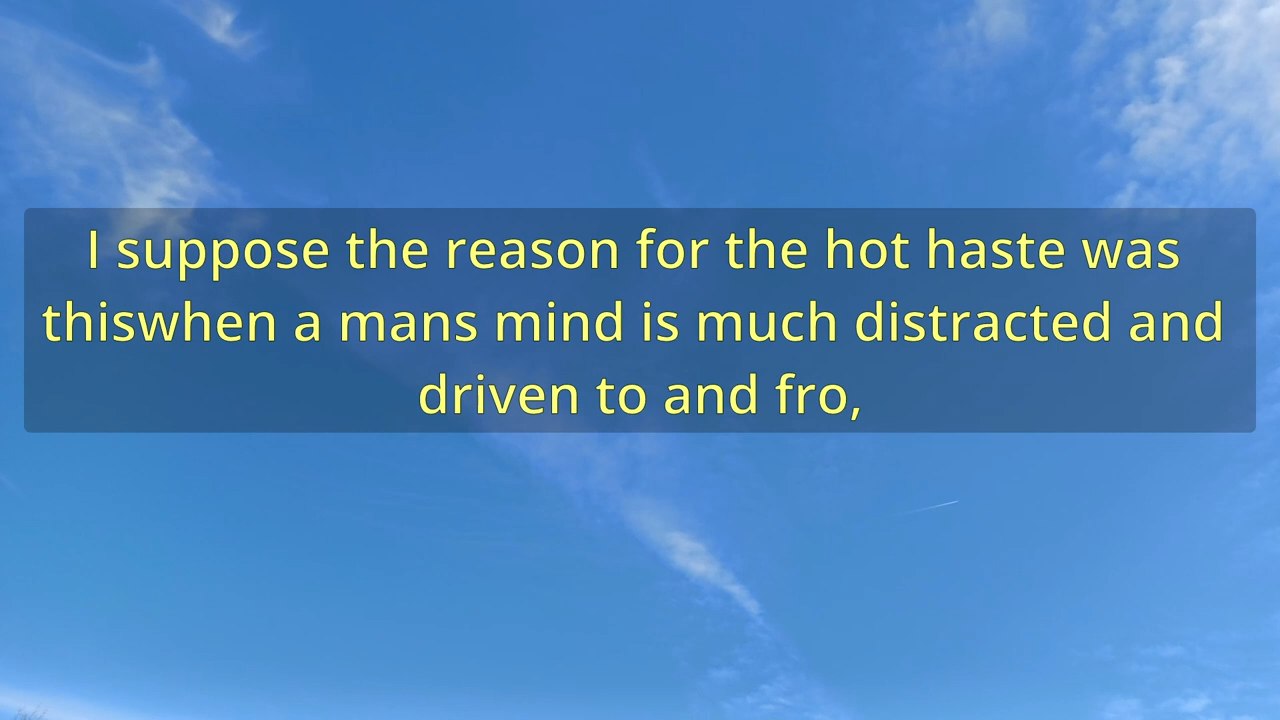 I suppose the reason for the hot haste was
thiswhen a mans mind is much distracted and
driven to and fro,